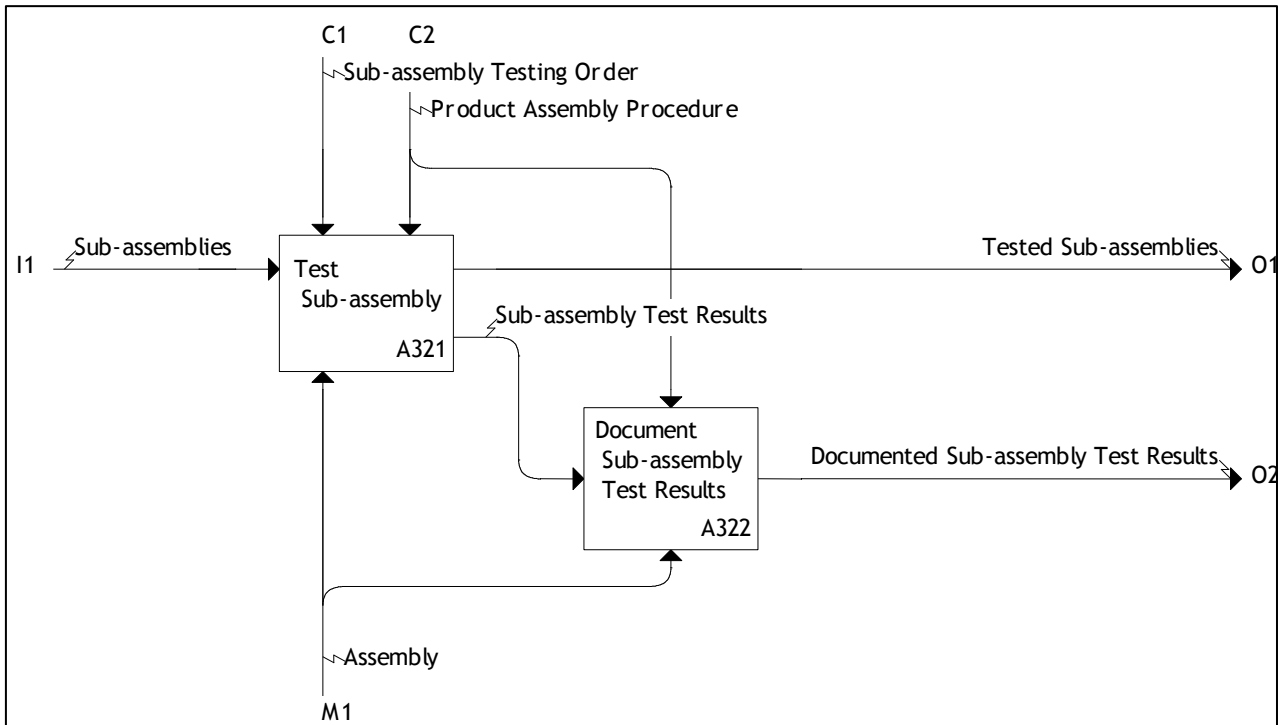 C1 C2
Sub-assembly Testing Order
Product Assembly Procedure
I1 Sub-assemblies
Tested Sub-assemblies O1
Test
Sub-assembly
A321
Sub-assembly Test Results
Document
Sub-assembly
Test Results
A322
Documented Sub-assembly Test Results O2
Assembly
M1